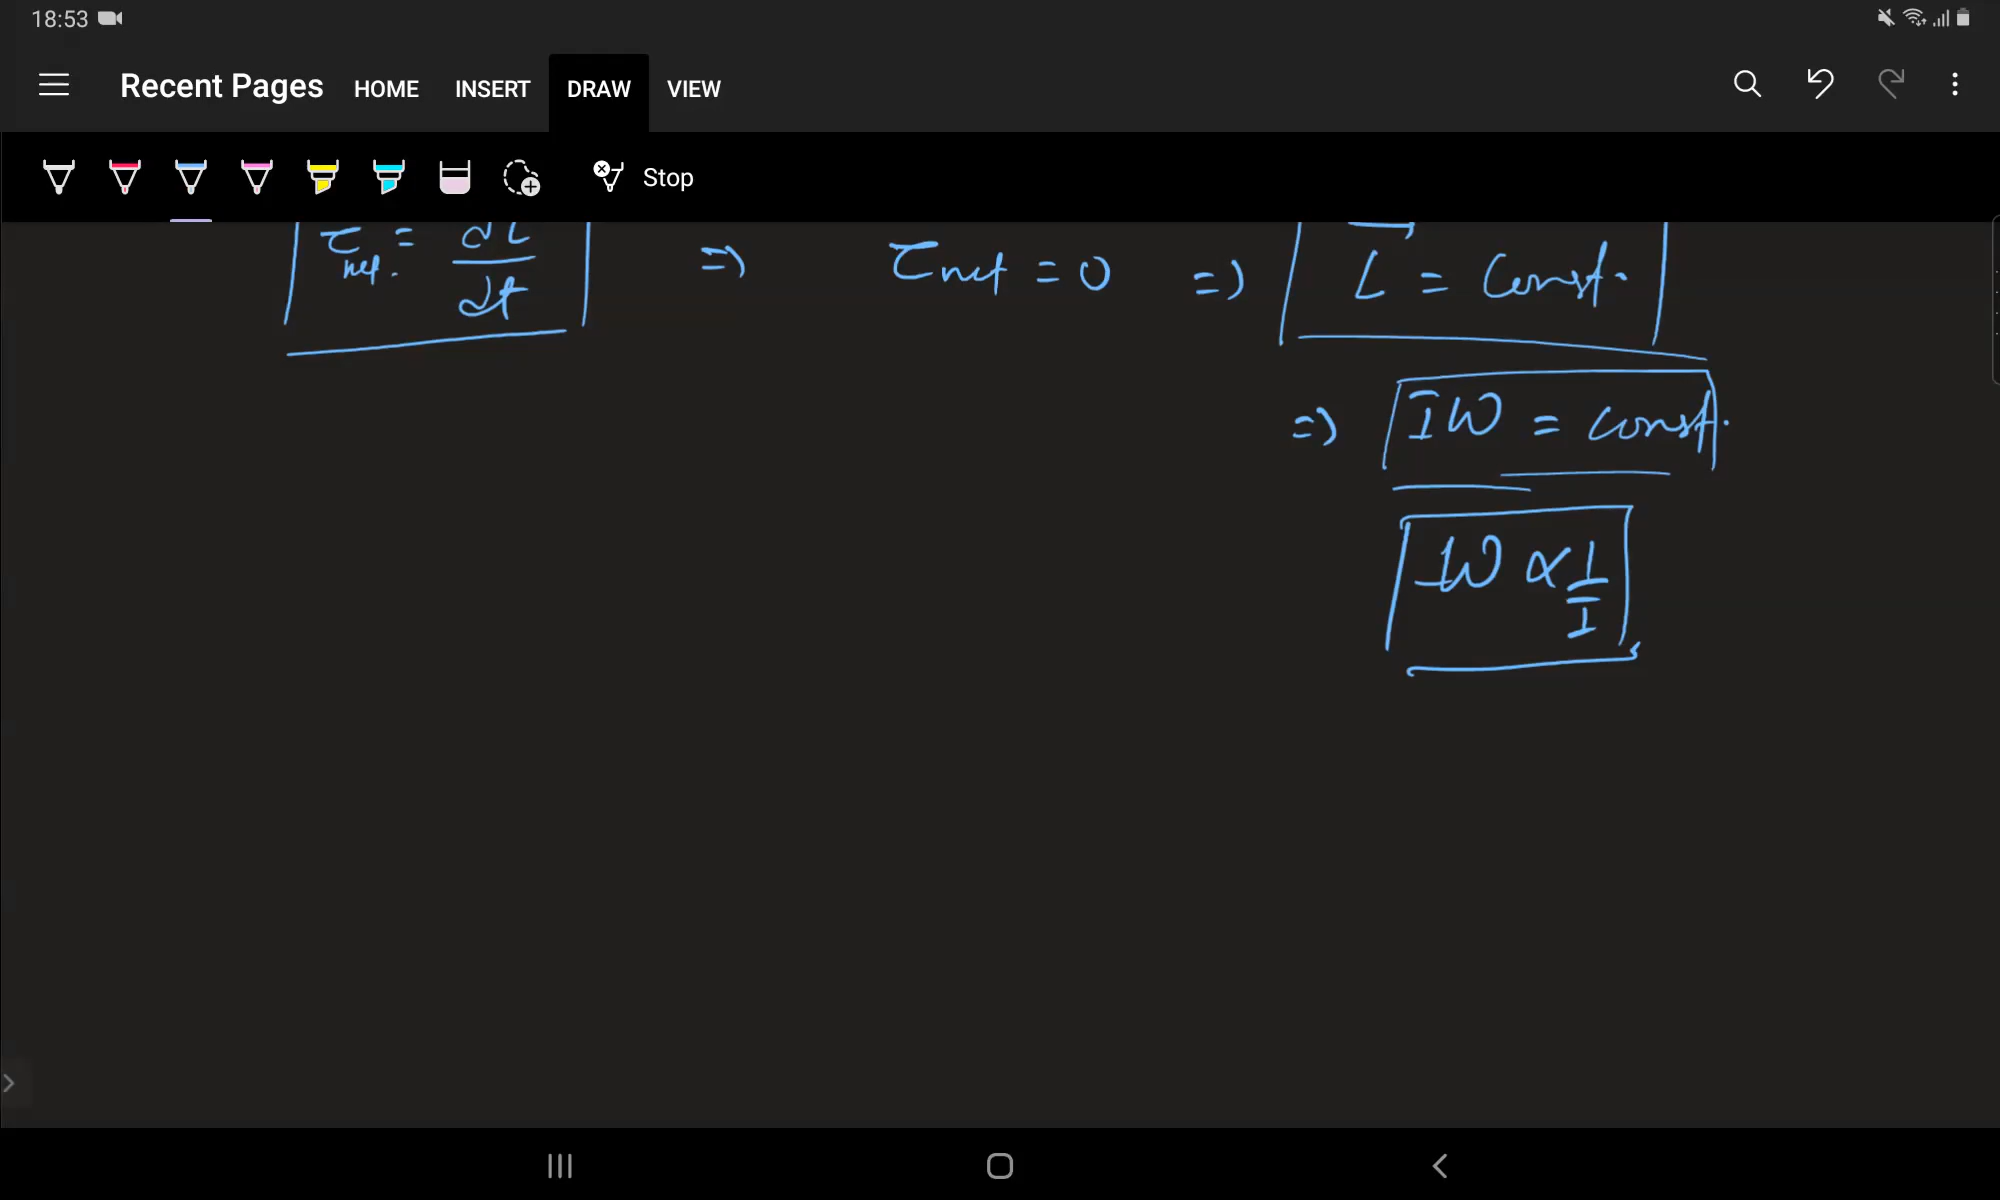 18:53
Recent Pages HOME INSERT DRAW VIEW
Stop
τnet. = dL/dt => τnet = 0 => L = Const.
=> Iω = const.
ω ∝ 1/I